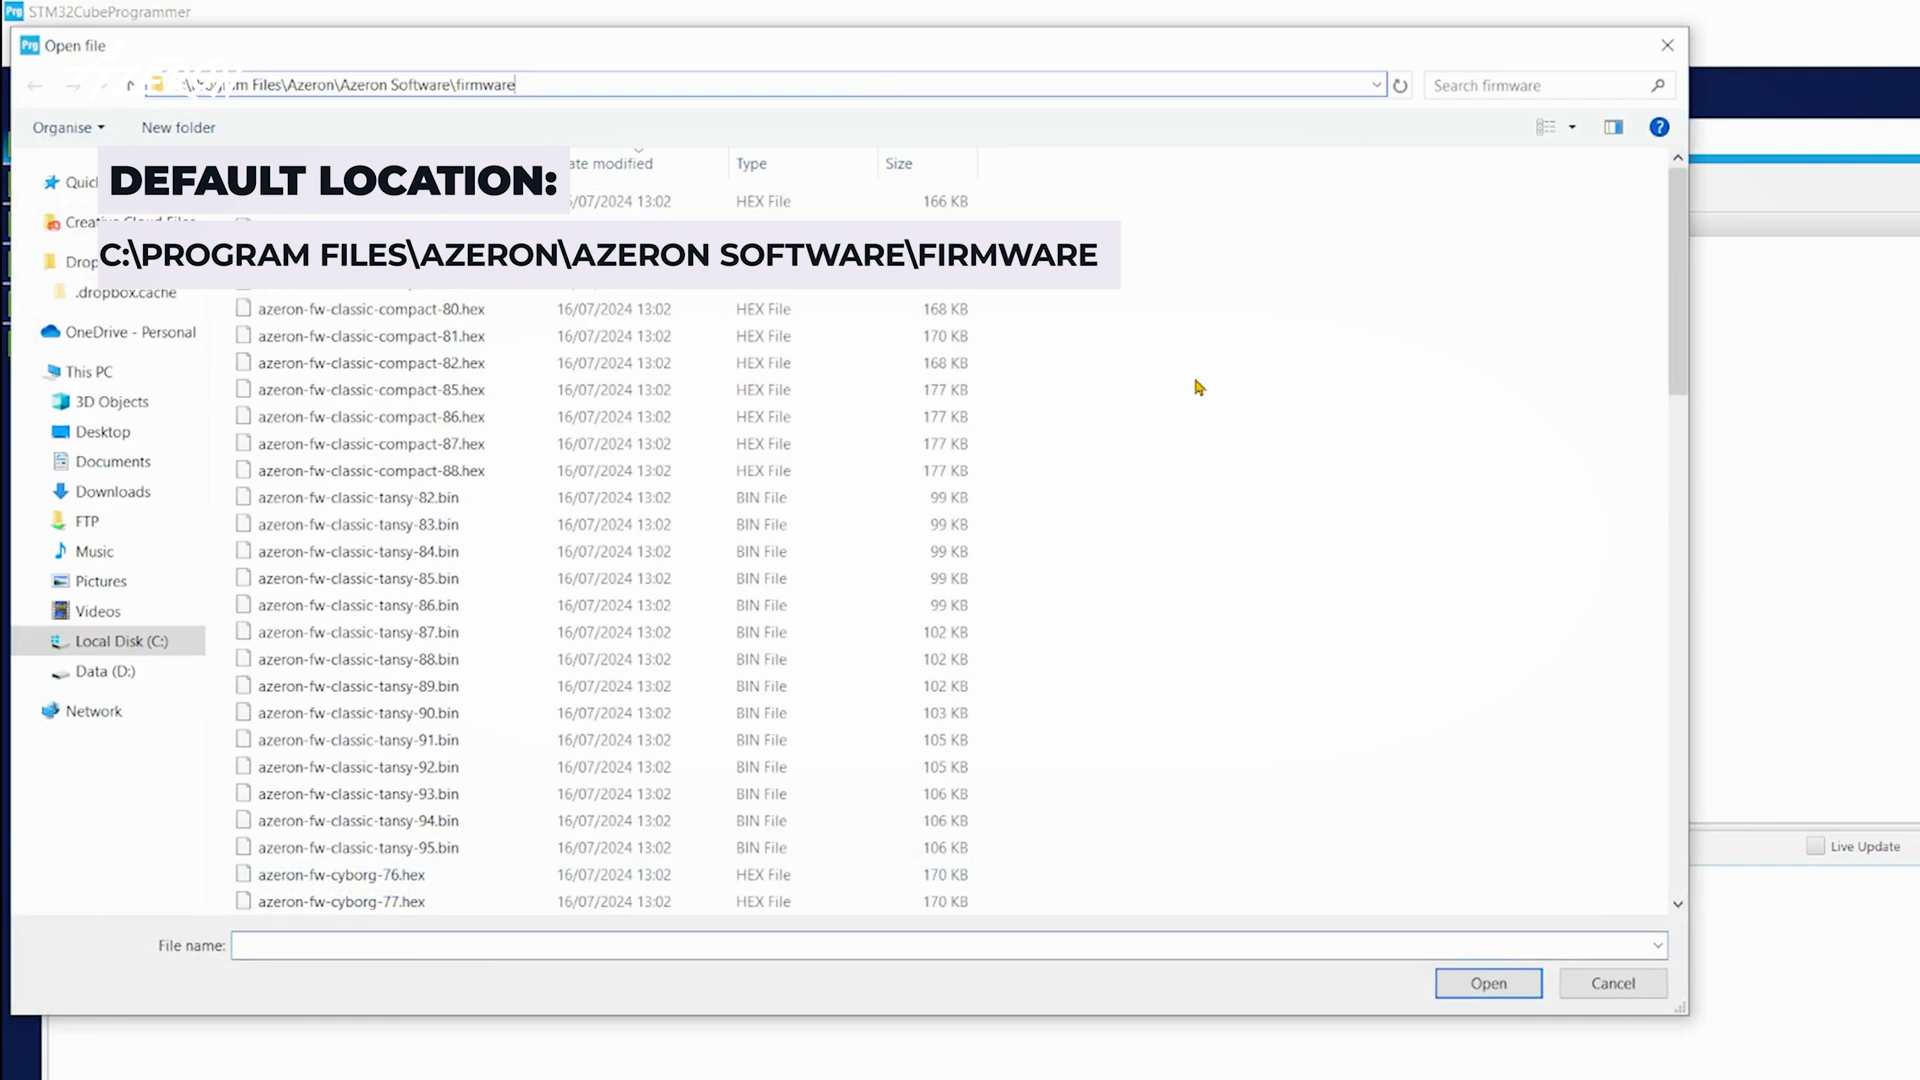 STM32CubeProgrammer
Open file
Program Files\Azeron\Azeron Software\firmware
Search firmware
Organise
New folder
DEFAULT LOCATION:
C:\PROGRAM FILES\AZERON\AZERON SOFTWARE\FIRMWARE
Type
Size
/07/2024 13:02 HEX File 166 KB
azeron-fw-classic-compact-80.hex 16/07/2024 13:02 HEX File 168 KB
azeron-fw-classic-compact-81.hex 16/07/2024 13:02 HEX File 170 KB
azeron-fw-classic-compact-82.hex 16/07/2024 13:02 HEX File 168 KB
azeron-fw-classic-compact-85.hex 16/07/2024 13:02 HEX File 177 KB
azeron-fw-classic-compact-86.hex 16/07/2024 13:02 HEX File 177 KB
azeron-fw-classic-compact-87.hex 16/07/2024 13:02 HEX File 177 KB
azeron-fw-classic-compact-88.hex 16/07/2024 13:02 HEX File 177 KB
azeron-fw-classic-tansy-82.bin 16/07/2024 13:02 BIN File 99 KB
azeron-fw-classic-tansy-83.bin 16/07/2024 13:02 BIN File 99 KB
azeron-fw-classic-tansy-84.bin 16/07/2024 13:02 BIN File 99 KB
azeron-fw-classic-tansy-85.bin 16/07/2024 13:02 BIN File 99 KB
azeron-fw-classic-tansy-86.bin 16/07/2024 13:02 BIN File 99 KB
azeron-fw-classic-tansy-87.bin 16/07/2024 13:02 BIN File 102 KB
azeron-fw-classic-tansy-88.bin 16/07/2024 13:02 BIN File 102 KB
azeron-fw-classic-tansy-89.bin 16/07/2024 13:02 BIN File 102 KB
azeron-fw-classic-tansy-90.bin 16/07/2024 13:02 BIN File 103 KB
azeron-fw-classic-tansy-91.bin 16/07/2024 13:02 BIN File 105 KB
azeron-fw-classic-tansy-92.bin 16/07/2024 13:02 BIN File 105 KB
azeron-fw-classic-tansy-93.bin 16/07/2024 13:02 BIN File 106 KB
azeron-fw-classic-tansy-94.bin 16/07/2024 13:02 BIN File 106 KB
azeron-fw-classic-tansy-95.bin 16/07/2024 13:02 BIN File 106 KB
azeron-fw-cyborg-76.hex 16/07/2024 13:02 HEX File 170 KB
azeron-fw-cyborg-77.hex 16/07/2024 13:02 HEX File 170 KB
.dropbox.cache
OneDrive - Personal
This PC
3D Objects
Desktop
Documents
Downloads
FTP
Music
Pictures
Videos
Local Disk (C:)
Data (D:)
Network
Live Update
File name:
Open
Cancel